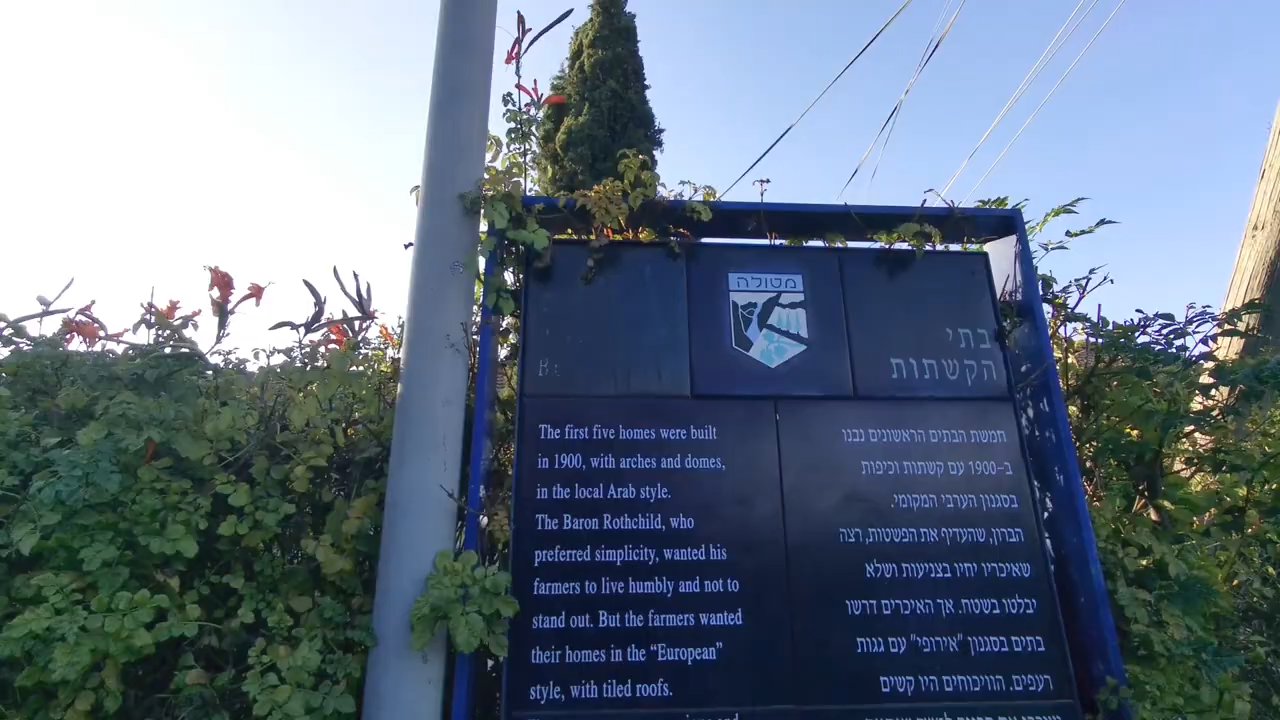 מטולה
בתי
הקשתות
The first five homes were built
in 1900, with arches and domes,
in the local Arab style.
The Baron Rothchild, who
preferred simplicity, wanted his
farmers to live humbly and not to
stand out. But the farmers wanted
their homes in the “European”
style, with tiled roofs.
חמשת הבתים הראשונים נבנו
ב-1900 עם קשתות וכיפות
בסגנון הערבי המקומי.
הברון, שהעדיף את הפשטות, רצה
שאיכריו יחיו בצניעות ושלא
יבלטו בשטח. אך האיכרים דרשו
בתים בסגנון "אירופי" עם גגות
רעפים. הוויכוחים היו קשים